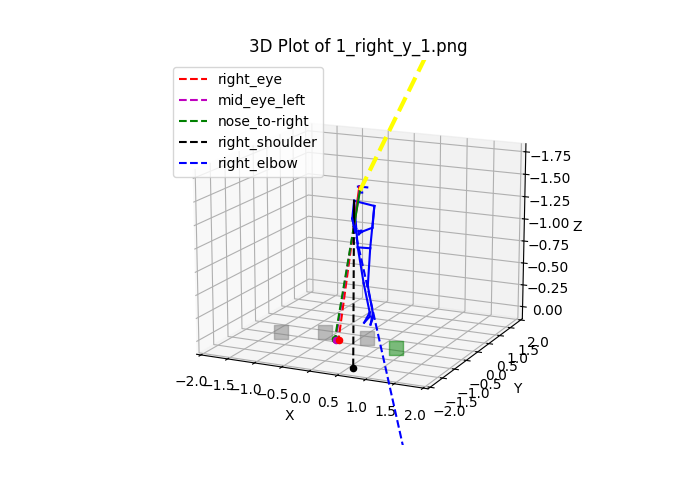 3D Plot of 1_right_y_1.png
right_eye
mid_eye_left
nose_to-right
right_shoulder
right_elbow
−1.75
−1.50
−1.25
−1.00
−0.75
−0.50
−0.25
0.00
Z
−2.0
−1.5
−1.0
−0.5
0.0
0.5
1.0
1.5
2.0
X
−2.0
−1.5
−1.0
−0.5
0.0
0.5
1.0
1.5
2.0
Y